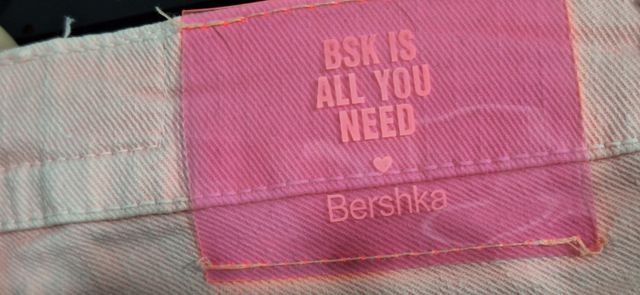 BSK IS
ALL YOU
NEED
Bershka